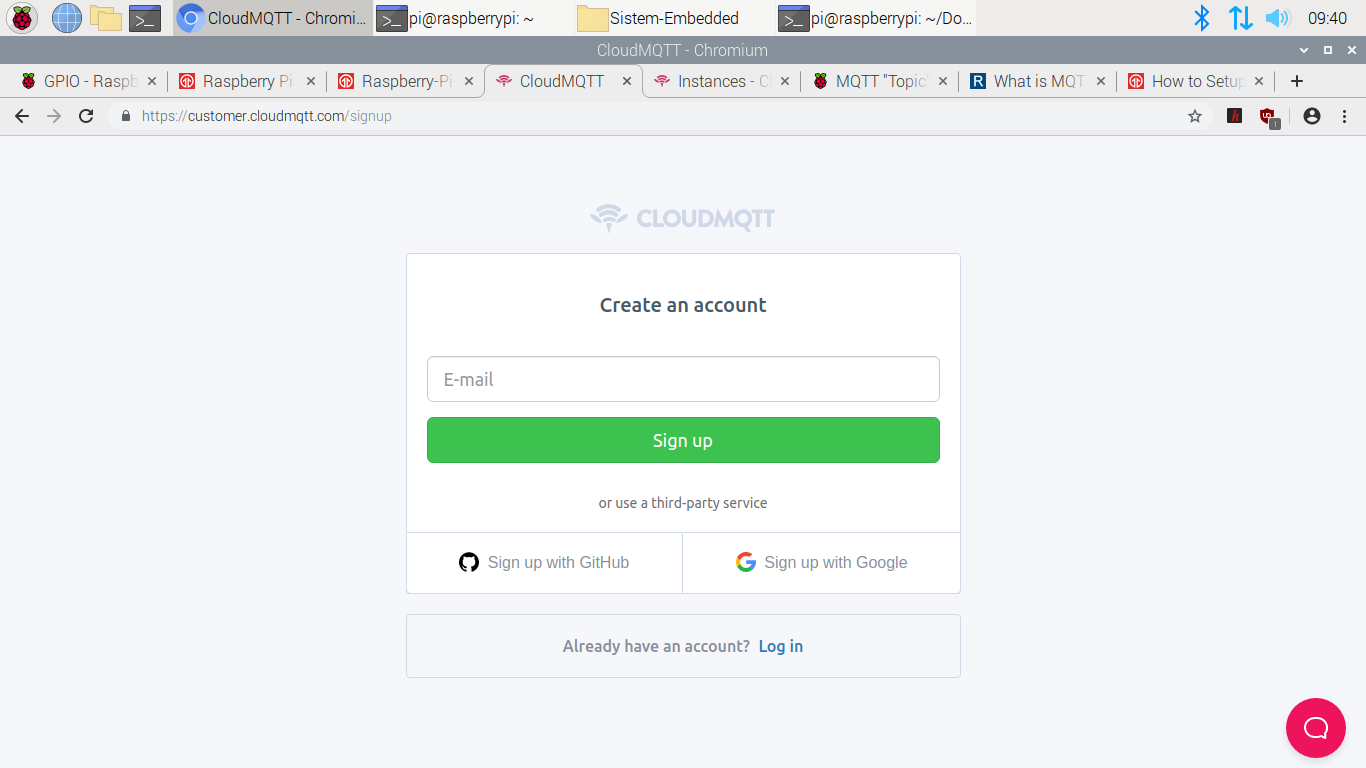 CloudMQTT - Chromi... pi@raspberrypi: ~ Sistem-Embedded pi@raspberrypi: ~/Do... 09:40
CloudMQTT - Chromium
GPIO - Raspb Raspberry Pi Raspberry-Pi CloudMQTT Instances - Cl MQTT "Topic" What is MQT How to Setup
https://customer.cloudmqtt.com/signup
1
CLOUDMQTT
Create an account
E-mail
Sign up
or use a third-party service
Sign up with GitHub Sign up with Google
Already have an account? Log in